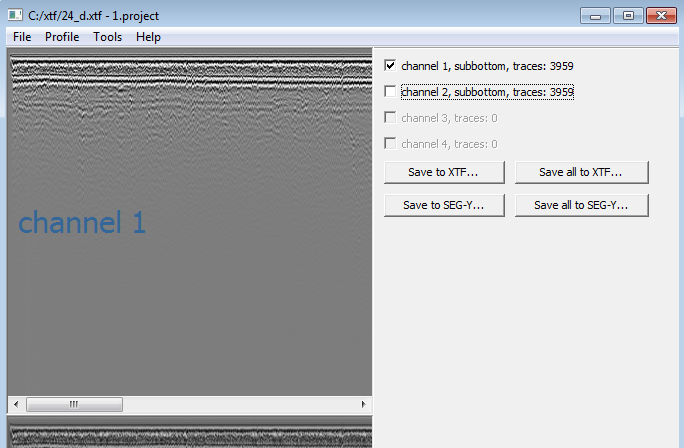 C:/xtf/24_d.xtf - 1.project
File Profile Tools Help
channel 1, subbottom, traces: 3959
channel 2, subbottom, traces: 3959
channel 3, traces: 0
channel 4, traces: 0
Save to XTF... Save all to XTF...
Save to SEG-Y... Save all to SEG-Y...
channel 1